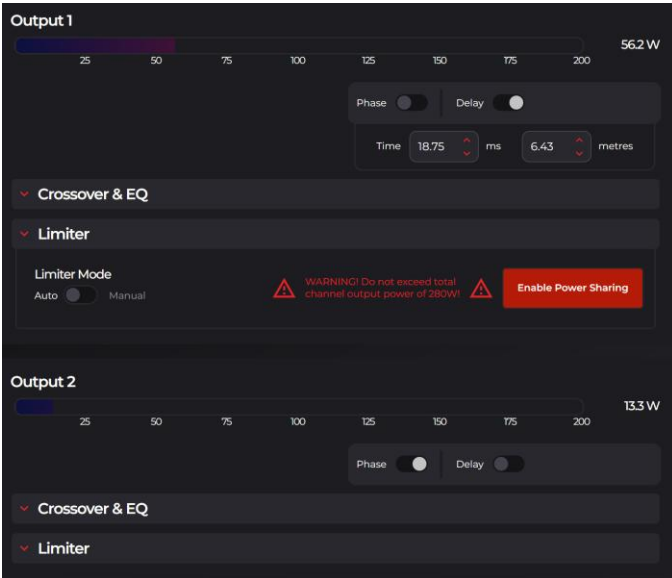 Output 1
56.2 W
25 50 75 100 125 150 175 200
Phase Delay
Time 18.75 ms 6.43 metres
Crossover & EQ
Limiter
Limiter Mode
Auto Manual
WARNING! Do not exceed total
channel output power of 280W!
Enable Power Sharing
Output 2
13.3 W
25 50 75 100 125 150 175 200
Phase Delay
Crossover & EQ
Limiter